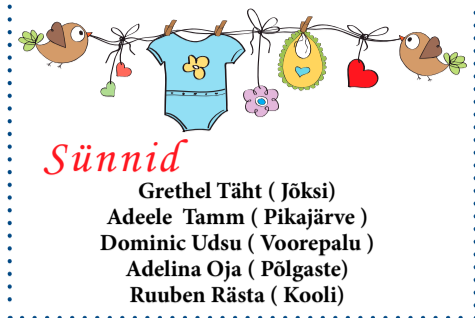 Sünnid
Grethel Täht ( Jõksi)
Adeele Tamm ( Pikajärve )
Dominic Udsu ( Voorepalu )
Adelina Oja ( Põlgaste)
Ruuben Rästa ( Kooli)